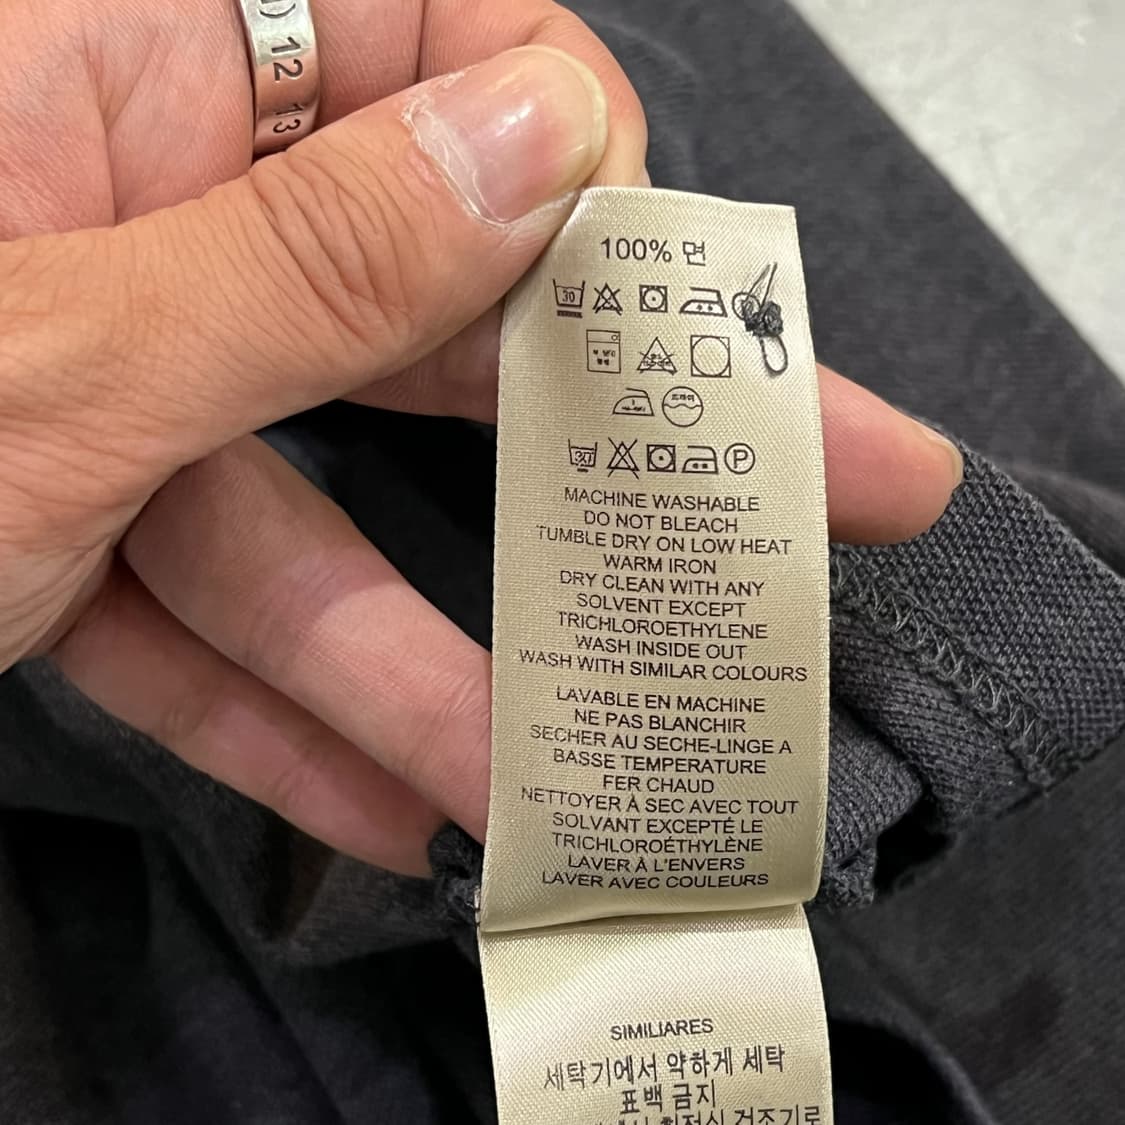 12 13
100% 면
30
30
P
MACHINE WASHABLE
DO NOT BLEACH
TUMBLE DRY ON LOW HEAT
WARM IRON
DRY CLEAN WITH ANY
SOLVENT EXCEPT
TRICHLOROETHYLENE
WASH INSIDE OUT
WASH WITH SIMILAR COLOURS
LAVABLE EN MACHINE
NE PAS BLANCHIR
SECHER AU SECHE-LINGE A
BASSE TEMPERATURE
FER CHAUD
NETTOYER À SEC AVEC TOUT
SOLVANT EXCEPTÉ LE
TRICHLOROÉTHYLÈNE
LAVER À L'ENVERS
LAVER AVEC COULEURS
SIMILIARES
세탁기에서 약하게 세탁
표백 금지